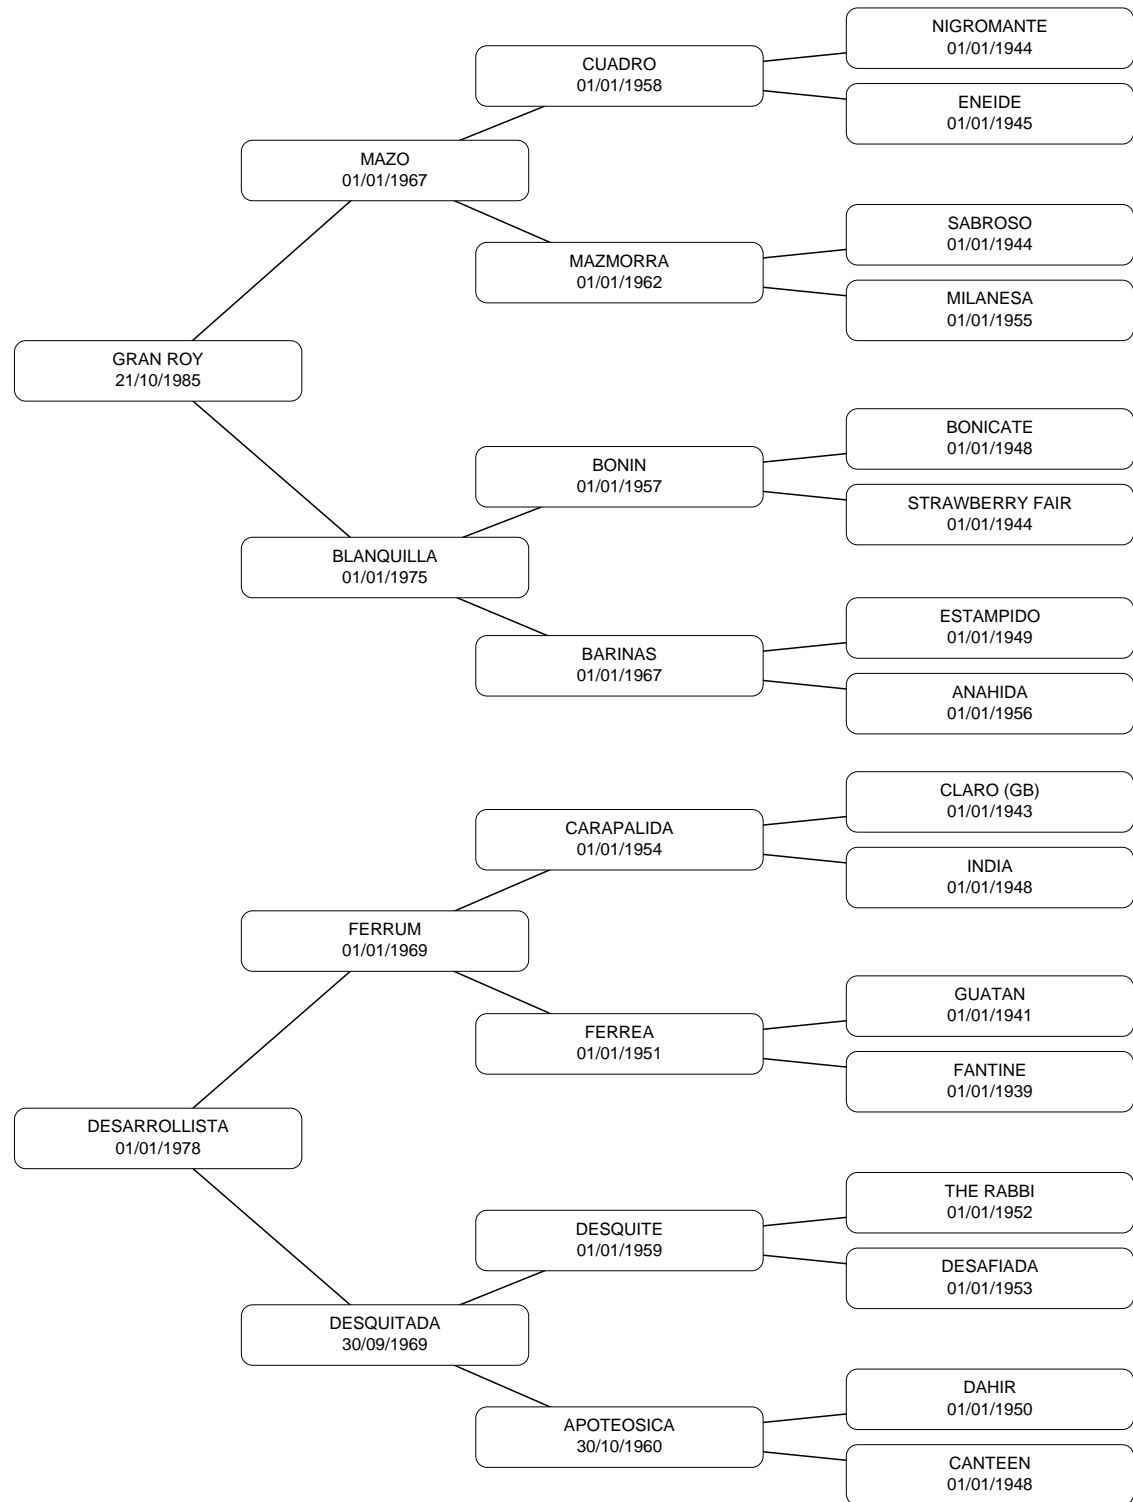 NIGROMANTE
01/01/1944
CUADRO
01/01/1958
ENEIDE
01/01/1945
MAZO
01/01/1967
SABROSO
01/01/1944
MAZMORRA
01/01/1962
MILANESA
01/01/1955
GRAN ROY
21/10/1985
BONICATE
01/01/1948
BONIN
01/01/1957
STRAWBERRY FAIR
01/01/1944
BLANQUILLA
01/01/1975
ESTAMPIDO
01/01/1949
BARINAS
01/01/1967
ANAHIDA
01/01/1956
CLARO (GB)
01/01/1943
CARAPALIDA
01/01/1954
INDIA
01/01/1948
FERRUM
01/01/1969
GUATAN
01/01/1941
FERREA
01/01/1951
FANTINE
01/01/1939
DESARROLLISTA
01/01/1978
THE RABBI
01/01/1952
DESQUITE
01/01/1959
DESAFIADA
01/01/1953
DESQUITADA
30/09/1969
DAHIR
01/01/1950
APOTEOSICA
30/10/1960
CANTEEN
01/01/1948